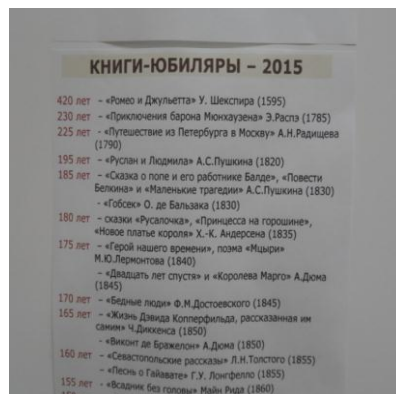 КНИГИ-ЮБИЛЯРЫ – 2015
420 лет – «Ромео и Джульетта» У. Шекспира (1595)
230 лет – «Приключения барона Мюнхаузена» Э.Распэ (1785)
225 лет – «Путешествие из Петербурга в Москву» А.Н.Радищева
(1790)
195 лет – «Руслан и Людмила» А.С.Пушкина (1820)
185 лет – «Сказка о попе и его работнике Балде», «Повести
Белкина» и «Маленькие трагедии» А.С.Пушкина (1830)
- «Гобсек» О. де Бальзака (1830)
180 лет – сказки «Русалочка», «Принцесса на горошине»,
«Новое платье короля» Х.-К. Андерсена (1835)
175 лет – «Герой нашего времени», поэма «Мцыри»
М.Ю.Лермонтова (1840)
– «Двадцать лет спустя» и «Королева Марго» А.Дюма
(1845)
170 лет – «Бедные люди» Ф.М.Достоевского (1845)
165 лет – «Жизнь Дэвида Копперфильда, рассказанная им
самим» Ч.Диккенса (1850)
- «Виконт де Бражелон» А.Дюма (1850)
160 лет – «Севастопольские рассказы» Л.Н.Толстого (1855)
– «Песнь о Гайавате» Г.У. Лонгфелло (1855)
155 лет – «Всадник без головы» Майн Рида (1860)